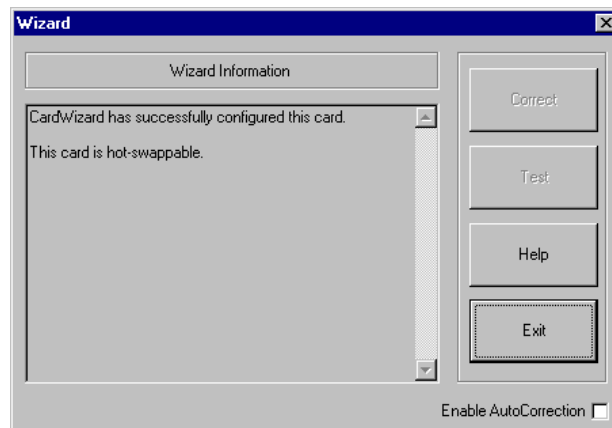 Wizard
Wizard Information
CardWizard has successfully configured this card.
This card is hot-swappable.
Correct
Test
Help
Exit
Enable AutoCorrection